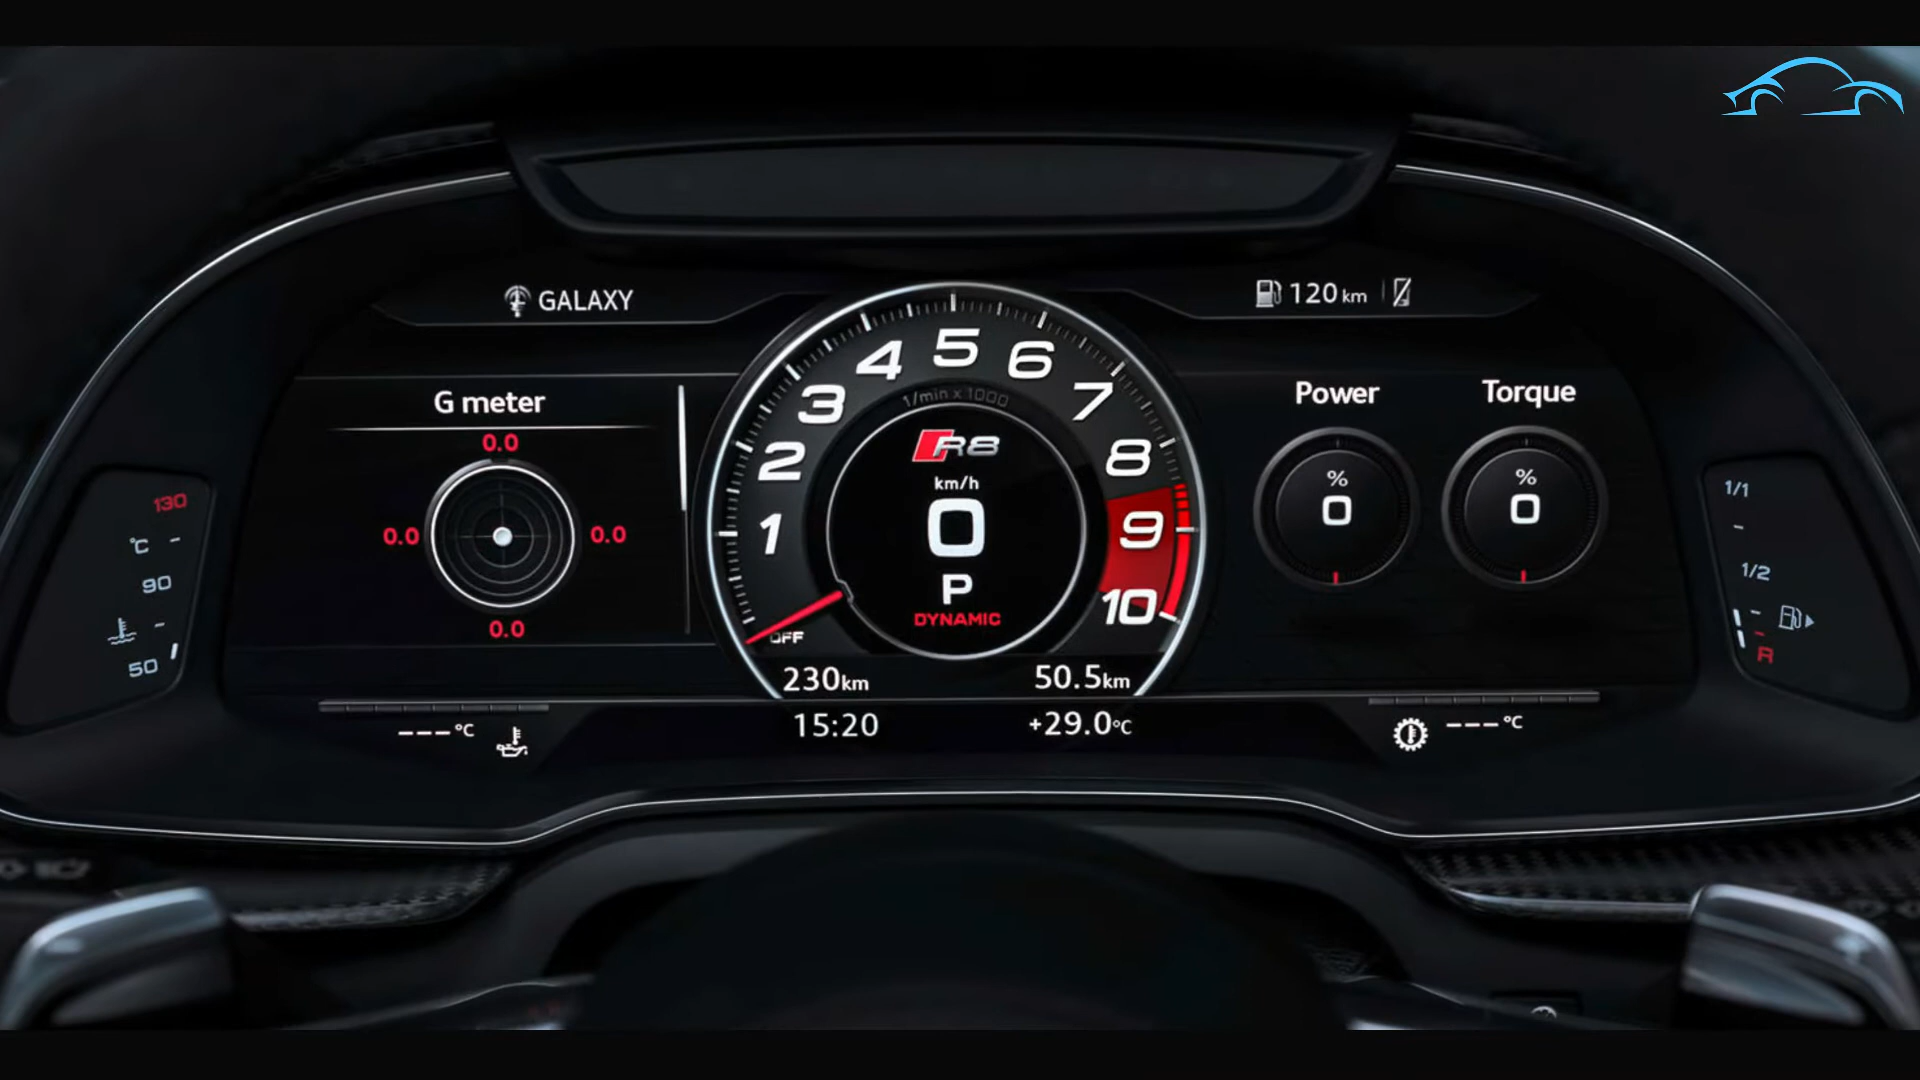 GALAXY
120 km
G meter
0.0
0.0
0.0
0.0
130
°C
90
50
1
2
3
4
5
6
7
8
9
10
1/min x 1000
R8
km/h
0
P
DYNAMIC
OFF
230km
50.5km
15:20
+29.0°C
Power
%
0
Torque
%
0
1/1
1/2
R
---°C
---°C